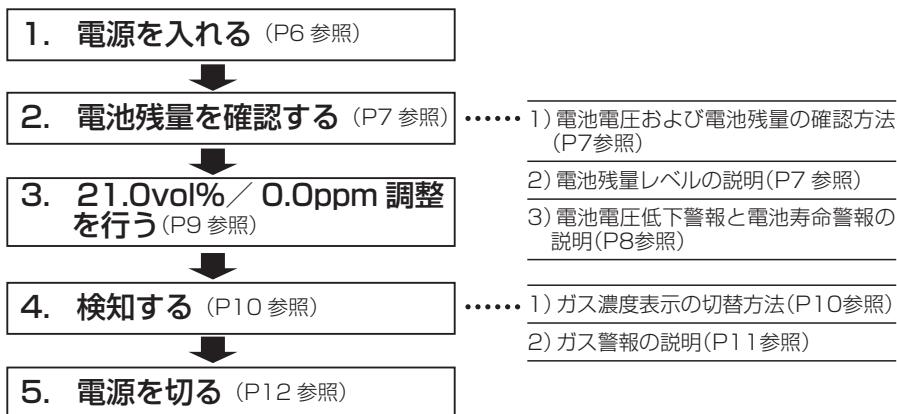 1. 電源を入れる（P6 参照）
2. 電池残量を確認する（P7 参照）
1）電池電圧および電池残量の確認方法
（P7参照）
2）電池残量レベルの説明（P7 参照）
3）電池電圧低下警報と電池寿命警報の
説明（P8参照）
3. 21.0vol%／ 0.0ppm 調整
を行う（P9 参照）
4. 検知する（P10 参照）
1）ガス濃度表示の切替方法（P10参照）
2）ガス警報の説明（P11参照）
5. 電源を切る（P12 参照）